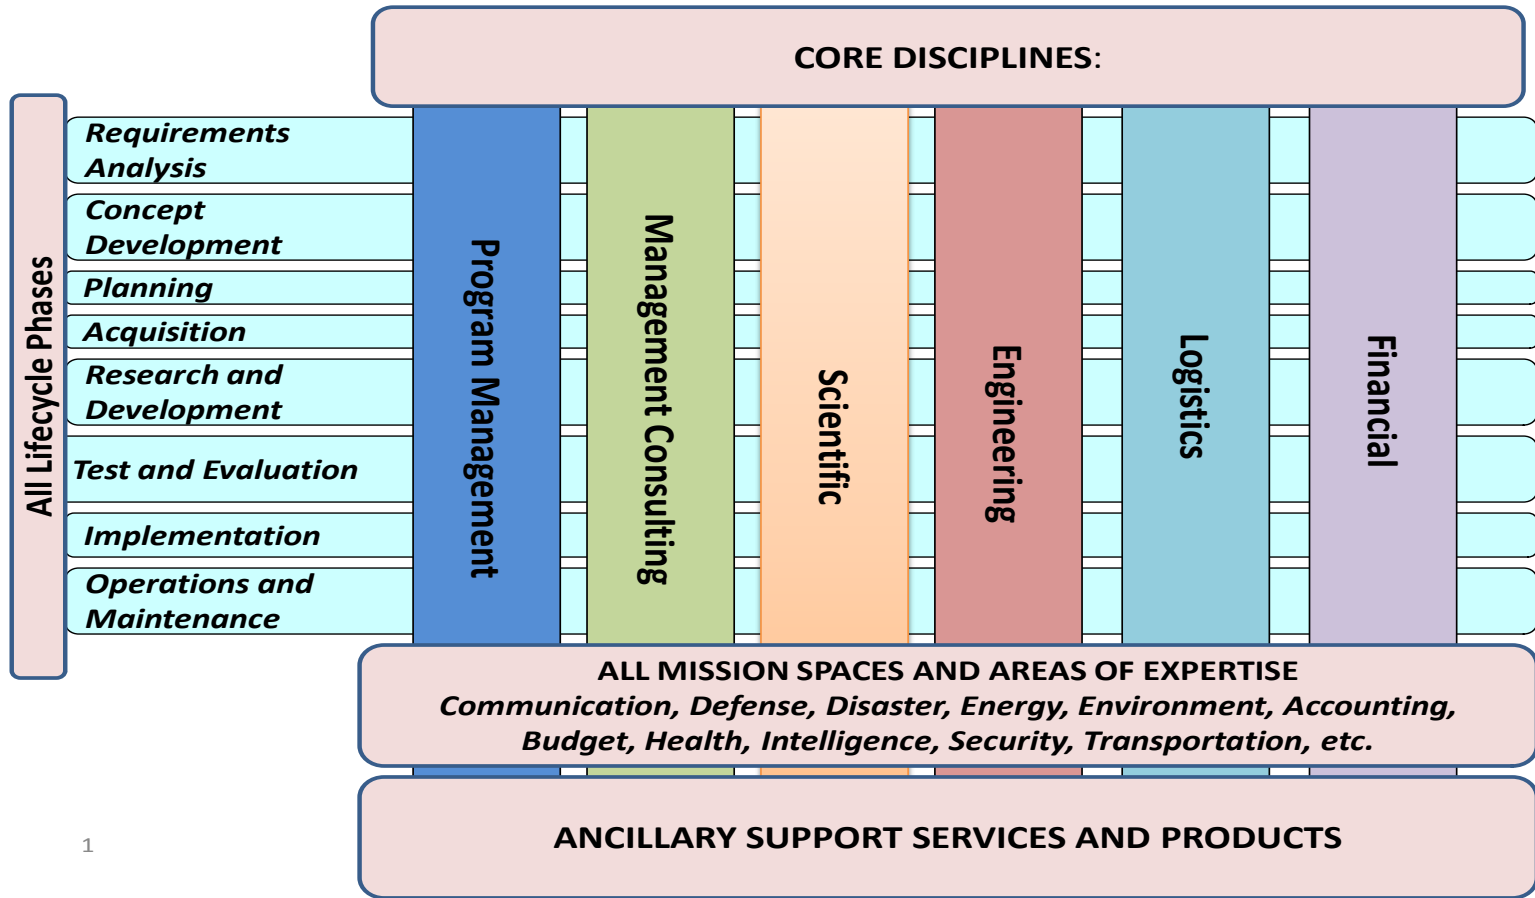 CORE DISCIPLINES:
All Lifecycle Phases
Requirements
Analysis
Concept
Development
Planning
Acquisition
Research and
Development
Test and Evaluation
Implementation
Operations and
Maintenance
Program Management
Management Consulting
Scientific
Engineering
Logistics
Financial
ALL MISSION SPACES AND AREAS OF EXPERTISE
Communication, Defense, Disaster, Energy, Environment, Accounting,
Budget, Health, Intelligence, Security, Transportation, etc.
ANCILLARY SUPPORT SERVICES AND PRODUCTS
1